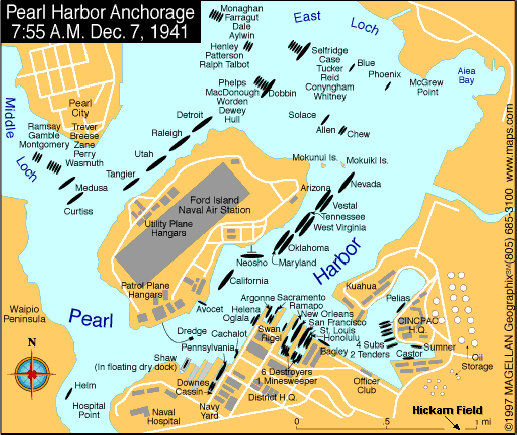 Pearl Harbor Anchorage
7:55 A.M. Dec. 7, 1941
Monaghan
Farragut
Dale
Aylwin
East
Loch
Henley
Patterson
Ralph Talbot
Selfridge
Case
Tucker
Reid
Conyngham
Whitney
Blue
Phoenix
McGrew
Point
Aiea
Bay
Phelps
MacDonough
Worden
Dewey
Hull
Dobbin
Pearl
City
Middle
Loch
Ramsay
Gamble
Montgomery
Trever
Breese
Zane
Perry
Wasmuth
Medusa
Curtiss
Detroit
Raleigh
Utah
Tangier
Solace
Allen
Chew
Mokunui Is.
Mokuiki Is.
Arizona
Nevada
Vestal
Tennessee
West Virginia
Ford Island
Naval Air Station
Utility Plane
Hangars
Oklahoma
Maryland
Neosho
California
Patrol Plane
Hangars
Avocet
Harbor
Pearl
Waipio
Peninsula
N
Dredge
Argonne
Sacramento
Helena
Ramapo
Oglala
New Orleans
San Francisco
St. Louis
Honolulu
Swan
Rigel
Cachalot
Pennsylvania
Bagley
Shaw
(In floating dry dock)
Downes
Cassin
6 Destroyers
1 Minesweeper
District H.Q.
Navy
Yard
Naval
Hospital
Helm
Hospital
Point
Kuahua
Pelias
CINCPAC
H.Q.
4 Subs
2 Tenders
Sumner
Castor
Oil
Storage
Officer
Club
Hickam Field
0
.5
1 mi
©1997 MAGELLAN Geographix℠(805) 685-3100 www.maps.com